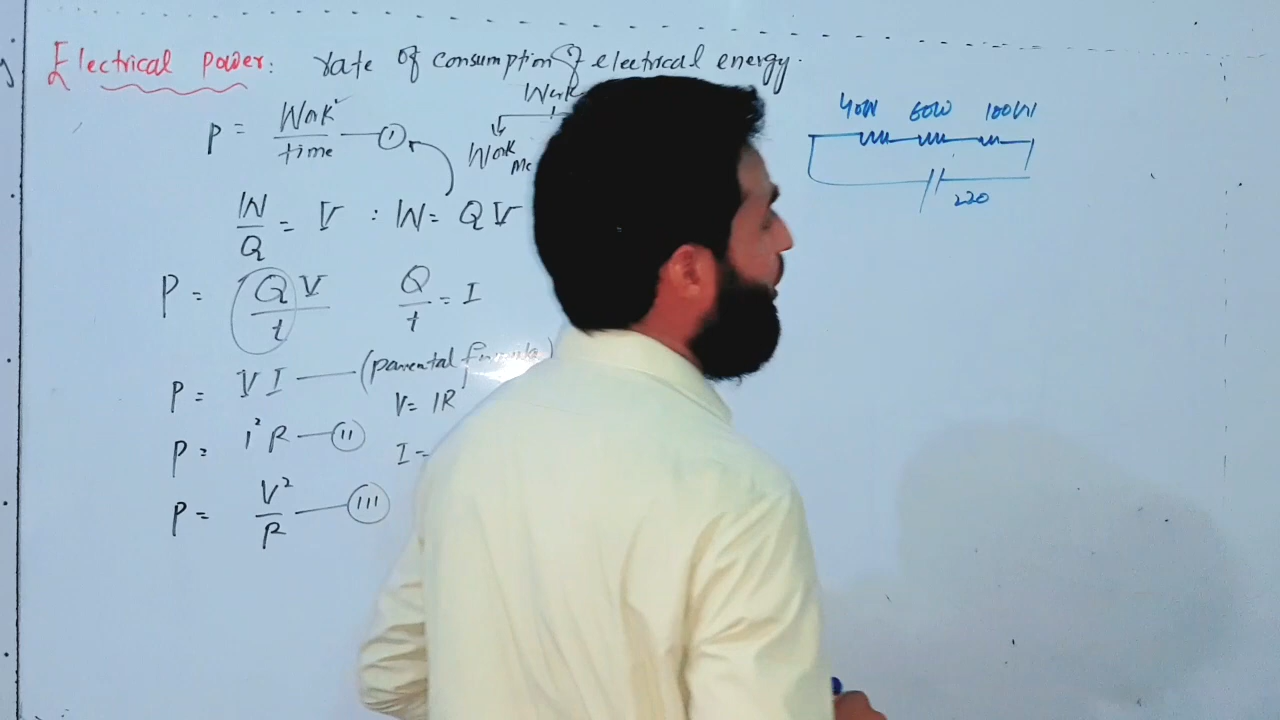 Electrical Power: rate of consumption of electrical energy.
P = Work / time — (I)
Work
Work Me
W/Q = V : W = QV
P = QV/t Q/t = I
P = VI — (parental formula)
V = IR
P = I²R — (II)
I =
P = V²/R — (III)
40W 60W 100W
220